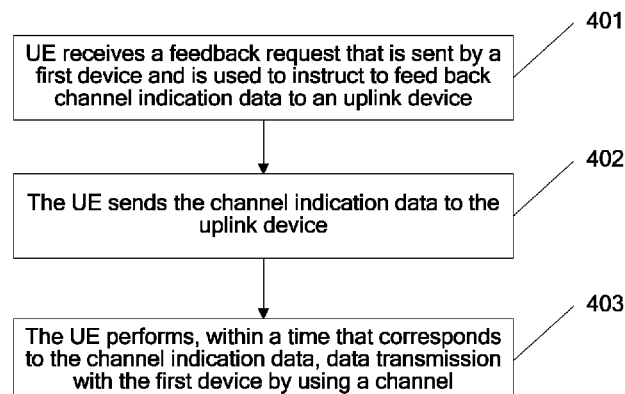 401
UE receives a feedback request that is sent by a
first device and is used to instruct to feed back
channel indication data to an uplink device
402
The UE sends the channel indication data to the
uplink device
403
The UE performs, within a time that corresponds
to the channel indication data, data transmission
with the first device by using a channel